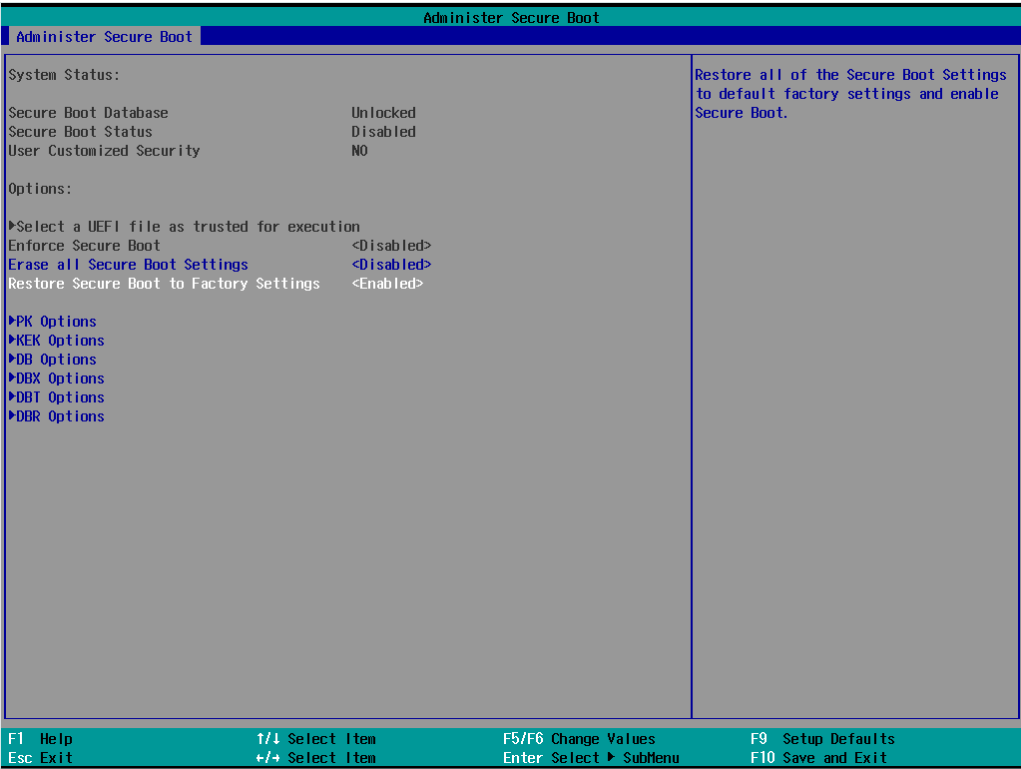 Administer Secure Boot
Administer Secure Boot
System Status:
Secure Boot Database Unlocked
Secure Boot Status Disabled
User Customized Security NO
Options:
▶Select a UEFI file as trusted for execution
Enforce Secure Boot <Disabled>
Erase all Secure Boot Settings <Disabled>
Restore Secure Boot to Factory Settings <Enabled>
▶PK Options
▶KEK Options
▶DB Options
▶DBX Options
▶DBT Options
▶DBR Options
Restore all of the Secure Boot Settings
to default factory settings and enable
Secure Boot.
F1 Help ↑/↓ Select Item F5/F6 Change Values F9 Setup Defaults
Esc Exit ←/→ Select Item Enter Select ▶ SubMenu F10 Save and Exit